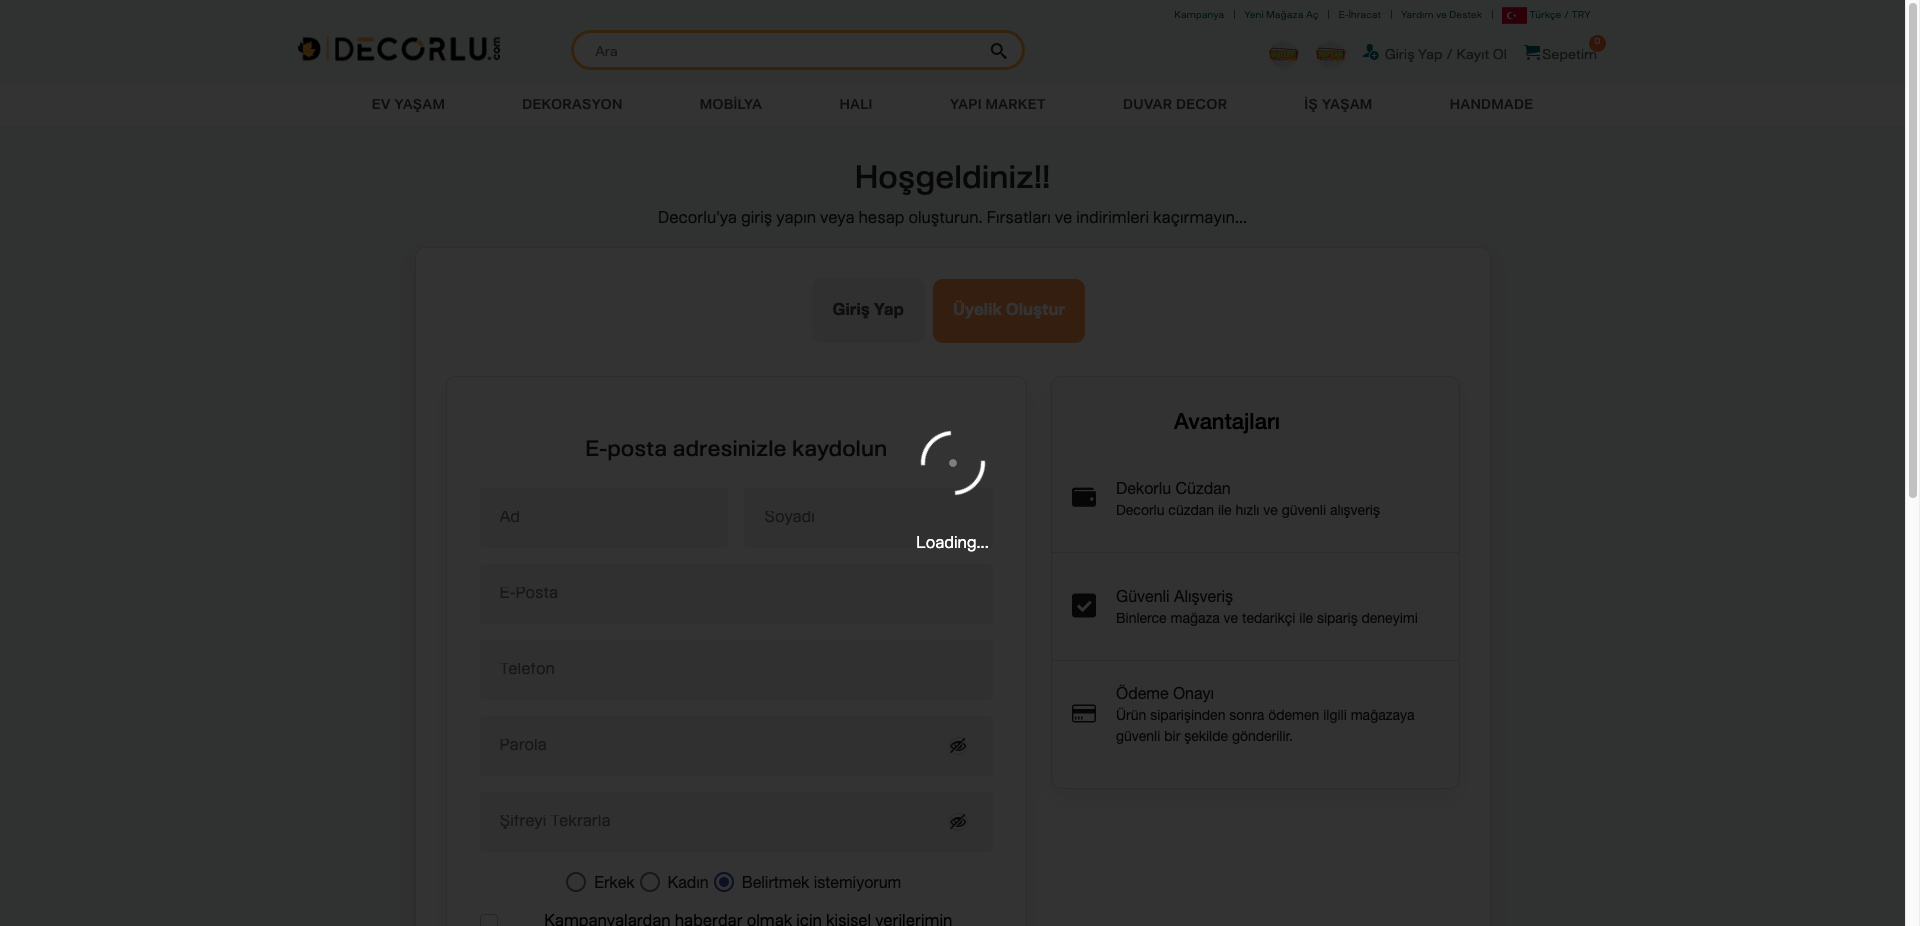 Kampanya | Yeni Mağaza Aç | E-İhracat | Yardım ve Destek | Türkçe / TRY
DECORLU.com
Ara
Giriş Yap / Kayıt Ol
0
Sepetim
EV YAŞAM DEKORASYON MOBİLYA HALI YAPI MARKET DUVAR DECOR İŞ YAŞAM HANDMADE
Hoşgeldiniz!!
Decorlu'ya giriş yapın veya hesap oluşturun. Fırsatları ve indirimleri kaçırmayın...
Giriş Yap
Üyelik Oluştur
E-posta adresinizle kaydolun
Ad
Soyadı
Loading...
E-Posta
Telefon
Parola
Şifreyi Tekrarla
Erkek Kadın Belirtmek istemiyorum
Kampanyalardan haberdar olmak için kişisel verilerimin
Avantajları
Dekorlu Cüzdan
Decorlu cüzdan ile hızlı ve güvenli alışveriş
Güvenli Alışveriş
Binlerce mağaza ve tedarikçi ile sipariş deneyimi
Ödeme Onayı
Ürün siparişinden sonra ödemen ilgili mağazaya
güvenli bir şekilde gönderilir.